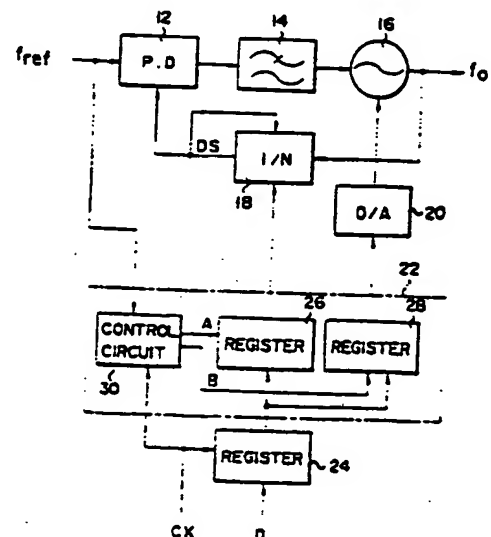 12
14
16
fref
P.D
fo
DS
1/N
18
D/A
20
22
26
28
CONTROL
CIRCUIT
A
REGISTER
REGISTER
B
30
REGISTER
24
CK
D